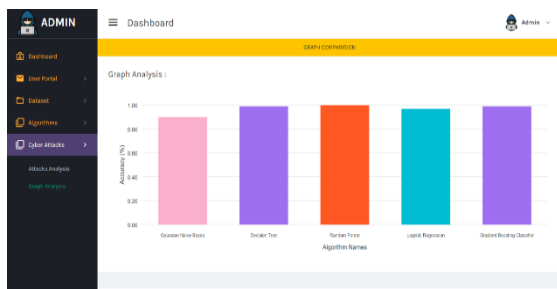 ADMIN
Dashboard
Admin
Dashboard
User Portal
Dataset
Algorithms
Cyber Attacks
Attacks Analysis
Graph Analysis
GRAPH COMPARISION
Graph Analysis :
Accuracy (%)
1.00
0.80
0.60
0.40
0.20
0.00
Gaussian Naive Bayes
Decision Tree
Random Forest
Logistic Regression
Gradient Boosting Classifier
Algorithm Names